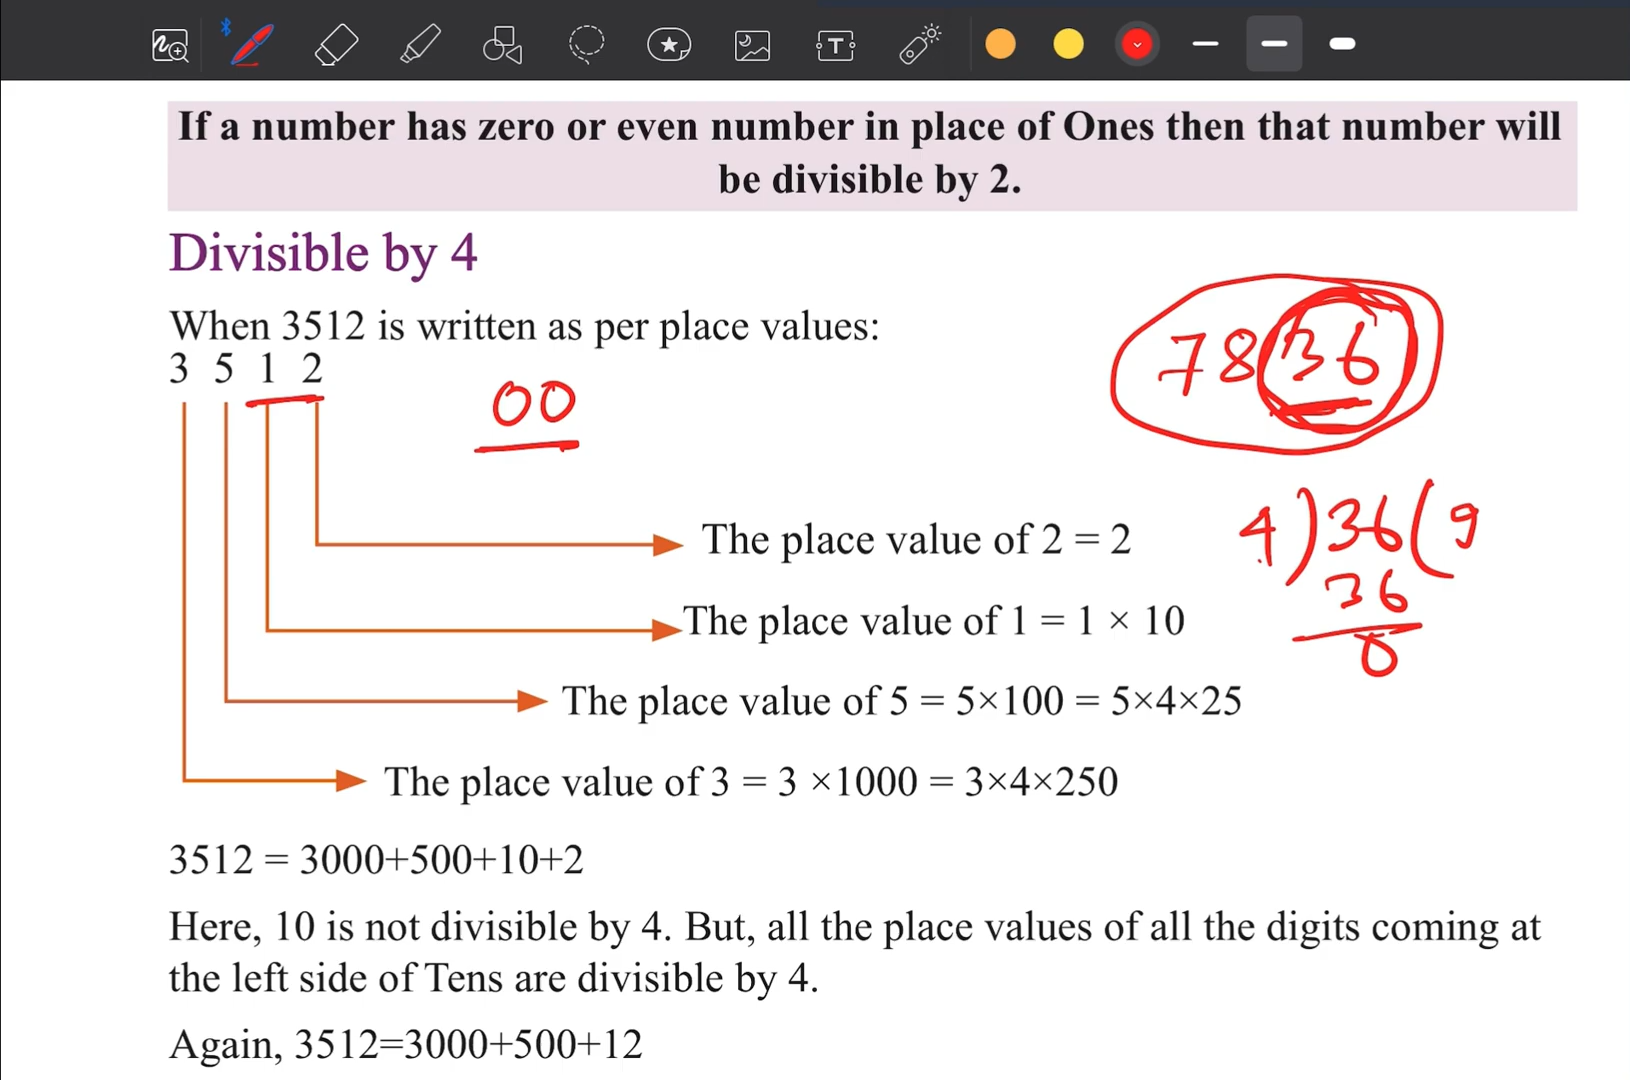 If a number has zero or even number in place of Ones then that number will
be divisible by 2.
Divisible by 4
When 3512 is written as per place values:
3 5 1 2
00
7836
4)36(9
36
0
The place value of 2 = 2
The place value of 1 = 1 × 10
The place value of 5 = 5×100 = 5×4×25
The place value of 3 = 3 ×1000 = 3×4×250
3512 = 3000+500+10+2
Here, 10 is not divisible by 4. But, all the place values of all the digits coming at
the left side of Tens are divisible by 4.
Again, 3512=3000+500+12